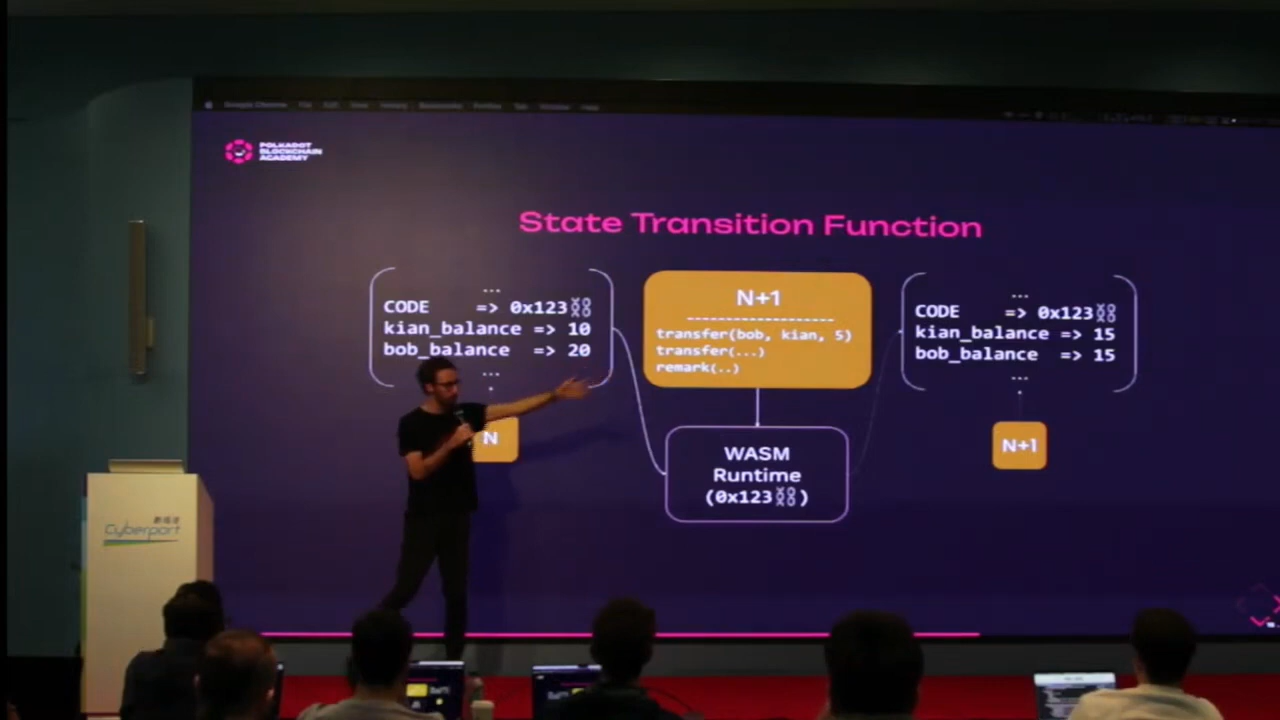 POLKADOT
BLOCKCHAIN
ACADEMY
State Transition Function
...
CODE => 0x123
kian_balance => 10
bob_balance => 20
...
N
N+1
--------------------
transfer(bob, kian, 5)
transfer(...)
remark(..)
WASM
Runtime
(0x123)
...
CODE => 0x123
kian_balance => 15
bob_balance => 15
...
N+1
Cyberport